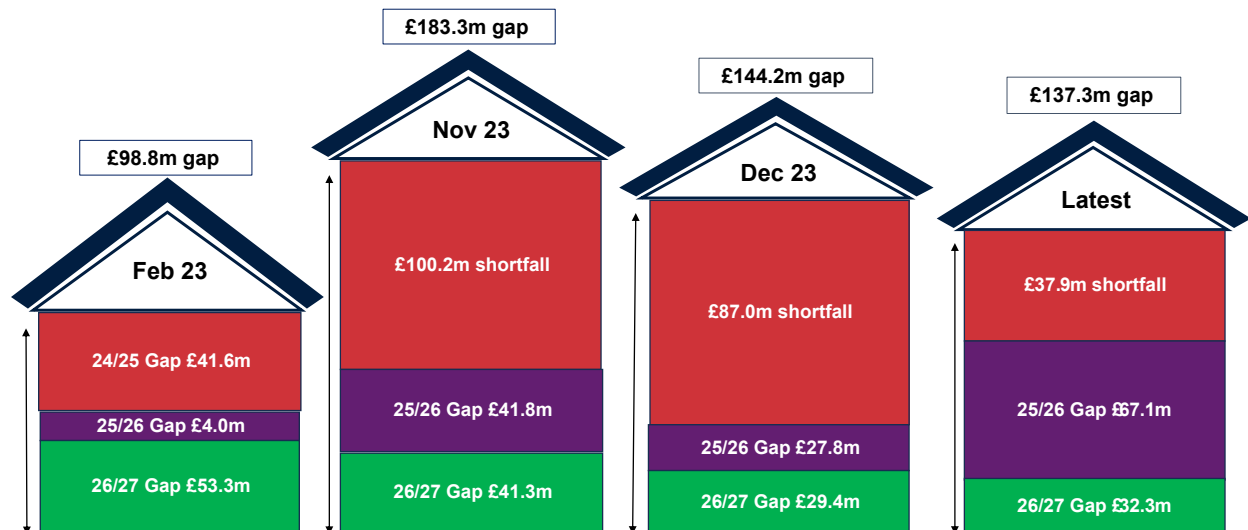 £98.8m gap
Feb 23
24/25 Gap £41.6m
25/26 Gap £4.0m
26/27 Gap £53.3m
£183.3m gap
Nov 23
£100.2m shortfall
25/26 Gap £41.8m
26/27 Gap £41.3m
£144.2m gap
Dec 23
£87.0m shortfall
25/26 Gap £27.8m
26/27 Gap £29.4m
£137.3m gap
Latest
£37.9m shortfall
25/26 Gap £67.1m
26/27 Gap £32.3m